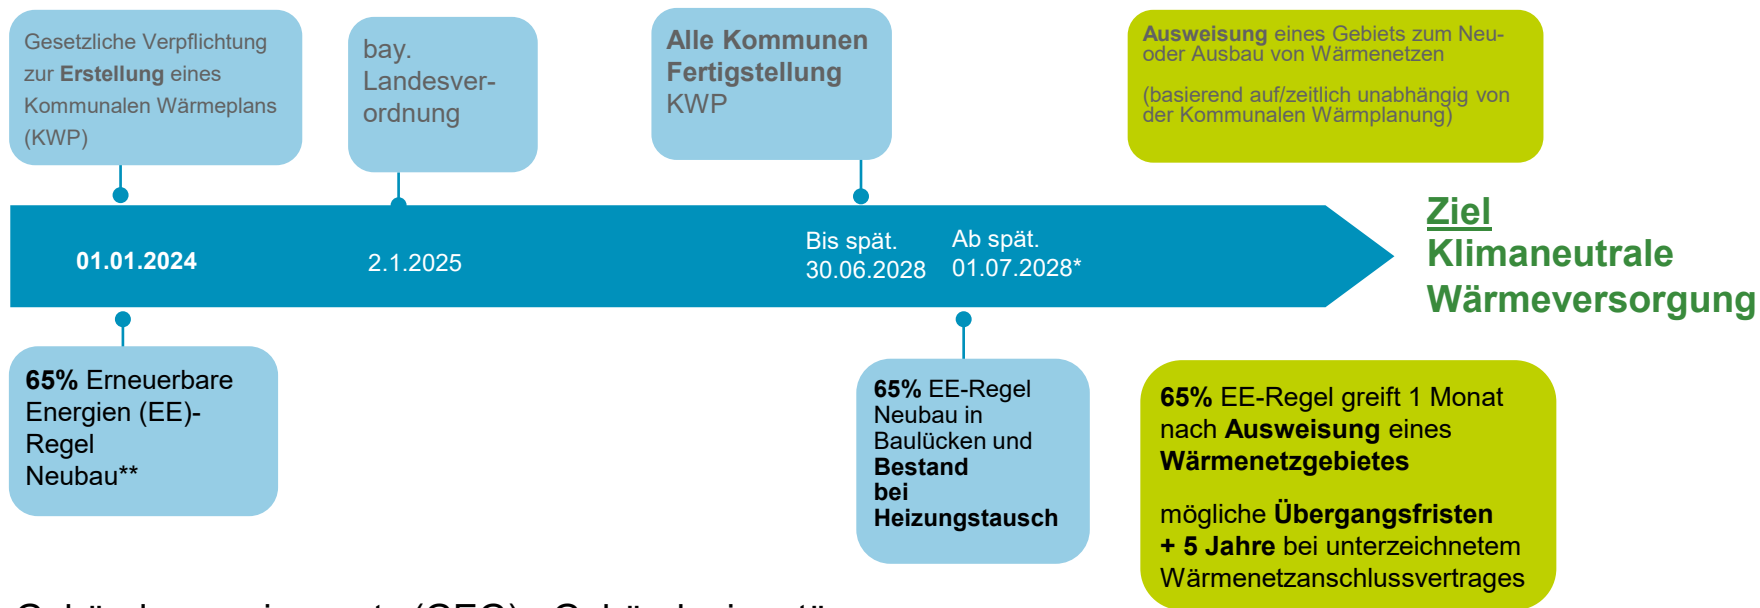 Gesetzliche Verpflichtung
zur Erstellung eines
Kommunalen Wärmeplans
(KWP)
bay.
Landesver-
ordnung
Alle Kommunen
Fertigstellung
KWP
Ausweisung eines Gebiets zum Neu-
oder Ausbau von Wärmenetzen
(basierend auf/zeitlich unabhängig von
der Kommunalen Wärmplanung)
01.01.2024
2.1.2025
Bis spät.
30.06.2028
Ab spät.
01.07.2028*
Ziel
Klimaneutrale
Wärmeversorgung
65% Erneuerbare
Energien (EE)-
Regel
Neubau**
65% EE-Regel
Neubau in
Baulücken und
Bestand
bei
Heizungstausch
65% EE-Regel greift 1 Monat
nach Ausweisung eines
Wärmenetzgebietes
mögliche Übergangsfristen
+ 5 Jahre bei unterzeichnetem
Wärmenetzanschlussvertrages